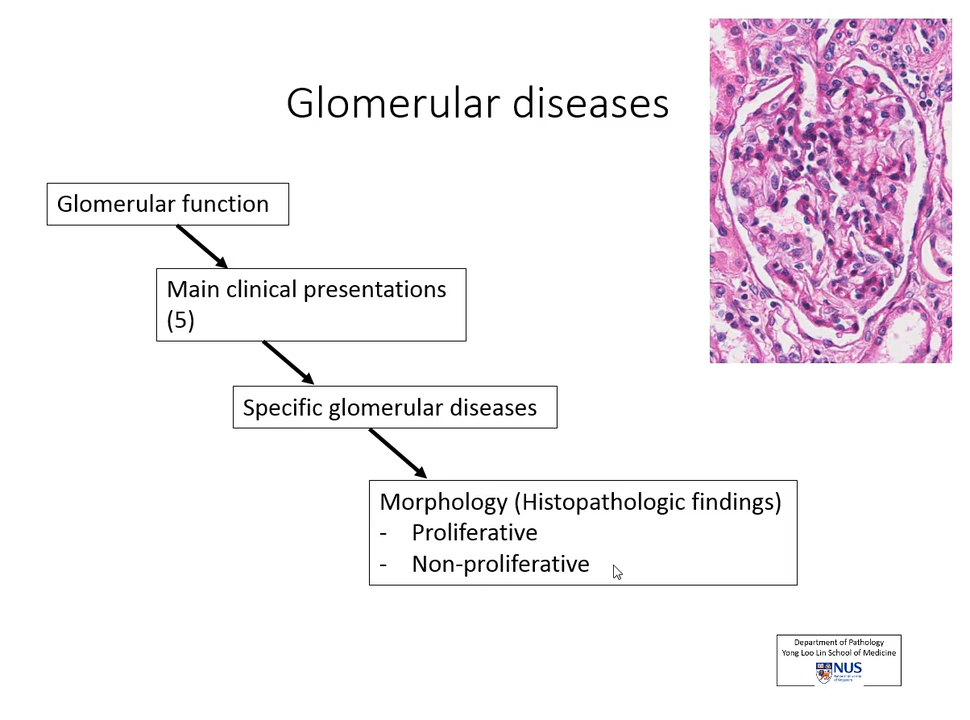 Glomerular diseases
Glomerular function
Main clinical presentations
(5)
Specific glomerular diseases
Morphology (Histopathologic findings)
- Proliferative
- Non-proliferative
Department of Pathology
Yong Loo Lin School of Medicine
NUS